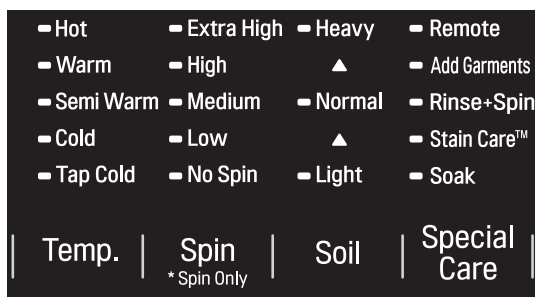 Hot Extra High Heavy Remote
Warm High ▲ Add Garments
Semi Warm Medium Normal Rinse+Spin
Cold Low ▲ Stain Care™
Tap Cold No Spin Light Soak
Temp. Spin Soil Special Care
* Spin Only